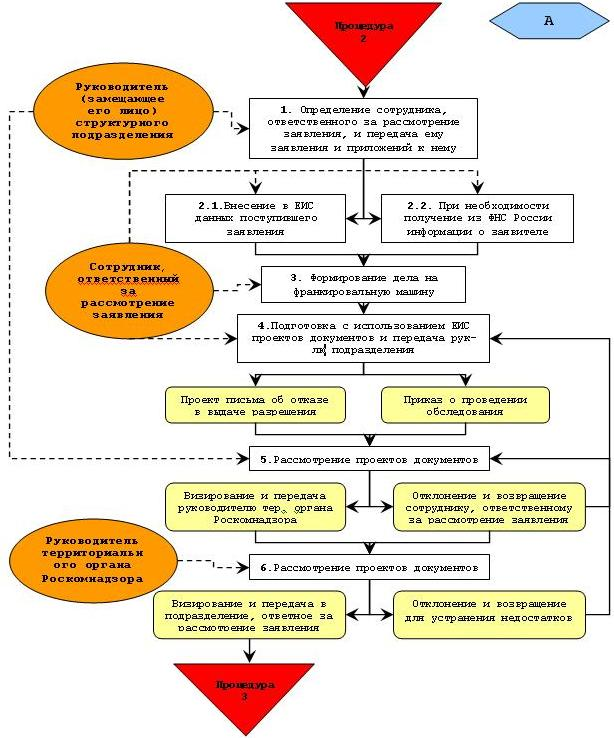 Процедура
2
А
Руководитель
(замещающее
его лицо)
структурного
подразделения
1. Определение сотрудника,
ответственного за рассмотрение
заявления, и передача ему
заявления и приложений к нему
2.1.Внесение в ЕИС
данных поступившего
заявления
2.2. При необходимости
получение из ФНС России
информации о заявителе
Сотрудник,
ответственный
за
рассмотрение
заявления
3. Формирование дела на
франкировальную машину
4.Подготовка с использованием ЕИС
проектов документов и передача рук-
лю подразделения
Проект письма об отказе
в выдаче разрешения
Приказ о проведении
обследования
5.Рассмотрение проектов документов
Визирование и передача
руководителю тер. органа
Роскомнадзора
Отклонение и возвращение
сотруднику, ответственному
за рассмотрение заявления
Руководитель
территориальн
ого органа
Роскомнадзора
6.Рассмотрение проектов документов
Визирование и передача в
подразделение, ответное за
рассмотрение заявления
Отклонение и возвращение
для устранения недостатков
Процедура
3